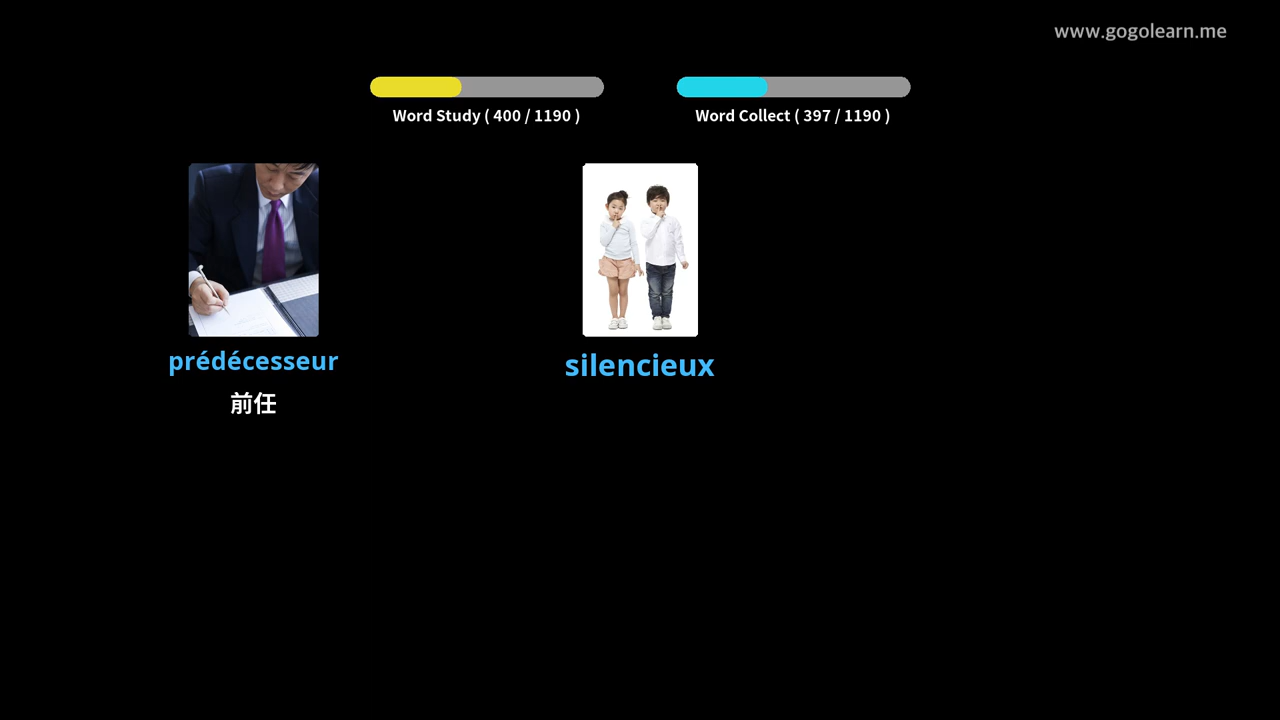 www.gogolearn.me
Word Study ( 400 / 1190 )
Word Collect ( 397 / 1190 )
prédécesseur
前任
silencieux